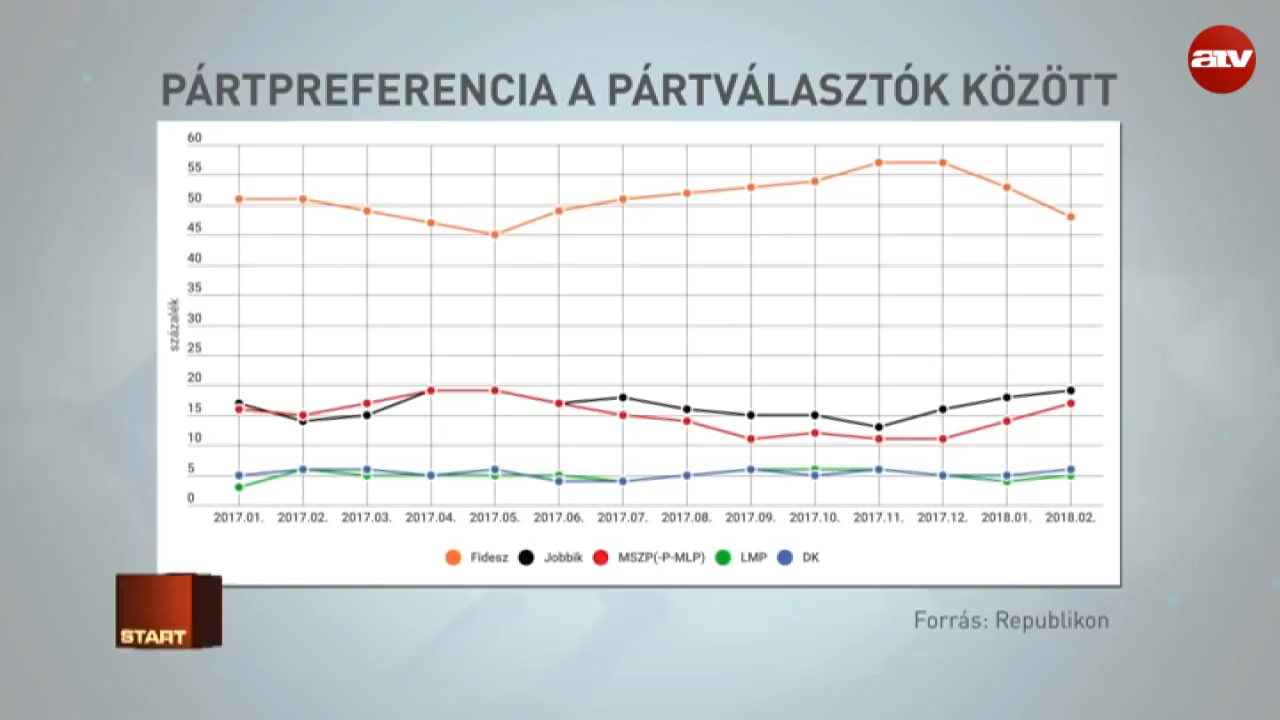 atv
PÁRTPREFERENCIA A PÁRTVÁLASZTÓK KÖZÖTT
60
55
50
45
40
35
30
25
20
15
10
5
0
százalék
2017.01. 2017.02. 2017.03. 2017.04. 2017.05. 2017.06. 2017.07. 2017.08. 2017.09. 2017.10. 2017.11. 2017.12. 2018.01. 2018.02.
Fidesz Jobbik MSZP(-P-MLP) LMP DK
START
Forrás: Republikon